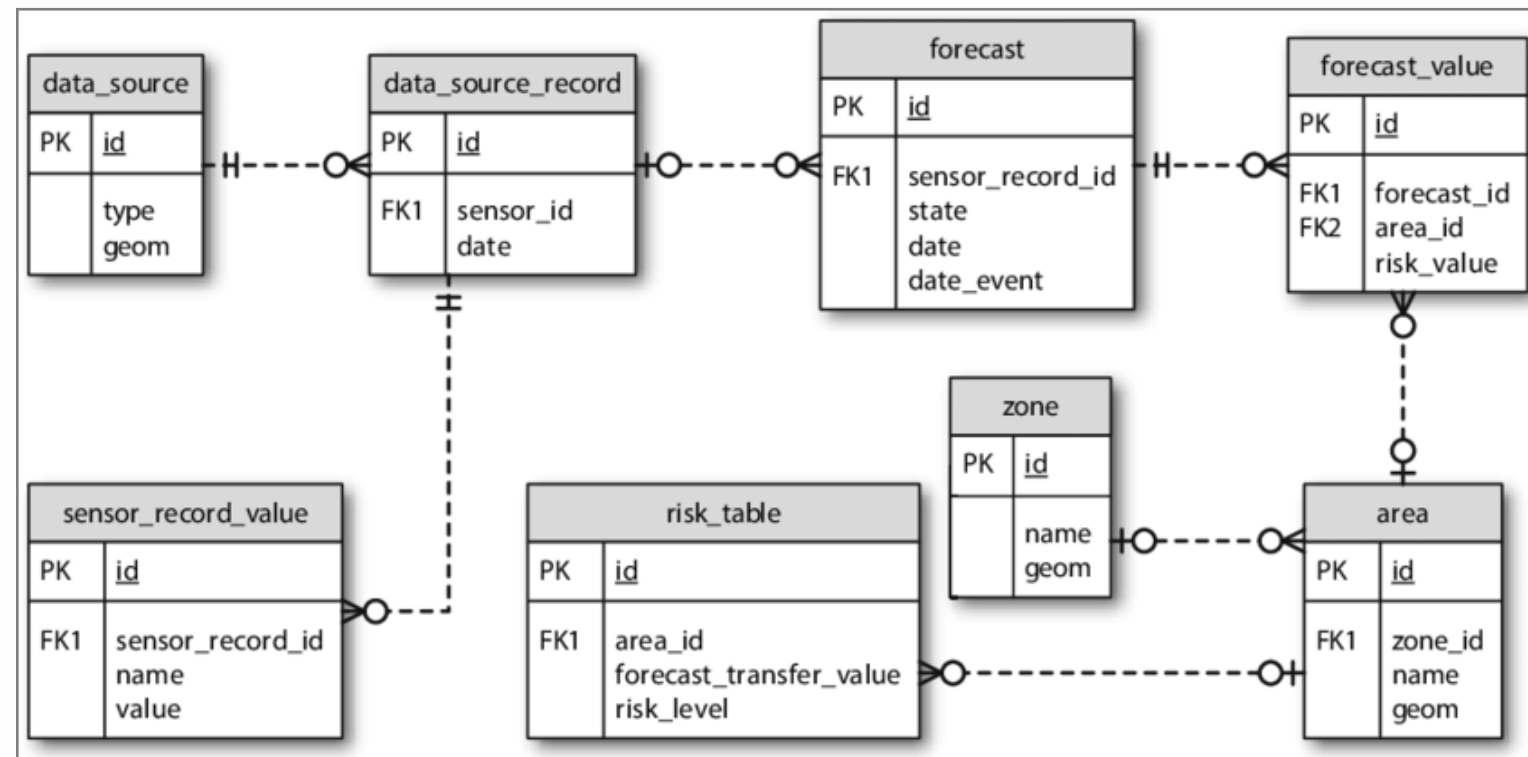 data_source
PK id
type
geom
data_source_record
PK id
FK1 sensor_id
date
forecast
PK id
FK1 sensor_record_id
state
date
date_event
forecast_value
PK id
FK1 forecast_id
FK2 area_id
risk_value
sensor_record_value
PK id
FK1 sensor_record_id
name
value
risk_table
PK id
FK1 area_id
forecast_transfer_value
risk_level
zone
PK id
name
geom
area
PK id
FK1 zone_id
name
geom